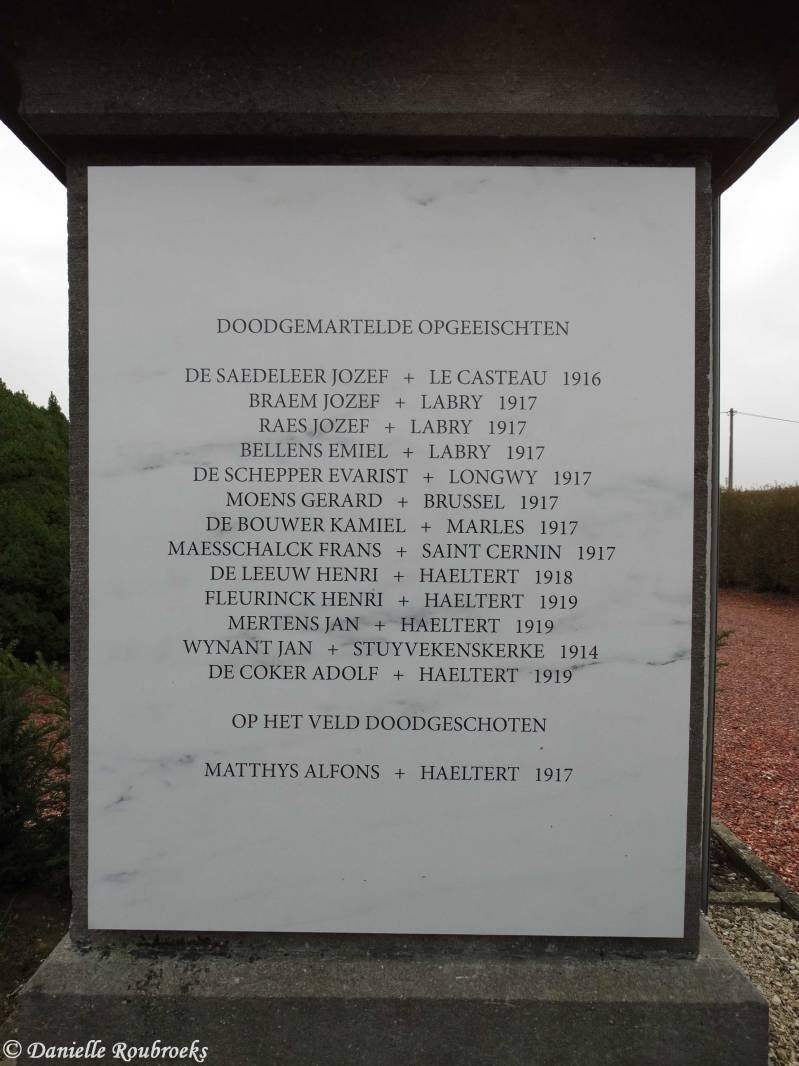 DOODGEMARTELDE OPGEEISCHTEN
DE SAEDELEER JOZEF + LE CASTEAU 1916
BRAEM JOZEF + LABRY 1917
RAES JOZEF + LABRY 1917
BELLENS EMIEL + LABRY 1917
DE SCHEPPER EVARIST + LONGWY 1917
MOENS GERARD + BRUSSEL 1917
DE BOUWER KAMIEL + MARLES 1917
MAESSCHALCK FRANS + SAINT CERNIN 1917
DE LEEUW HENRI + HAELTERT 1918
FLEURINCK HENRI + HAELTERT 1919
MERTENS JAN + HAELTERT 1919
WYNANT JAN + STUYVEKENSKERKE 1914
DE COKER ADOLF + HAELTERT 1919
OP HET VELD DOODGESCHOTEN
MATTHYS ALFONS + HAELTERT 1917
© Danielle Roubroeks